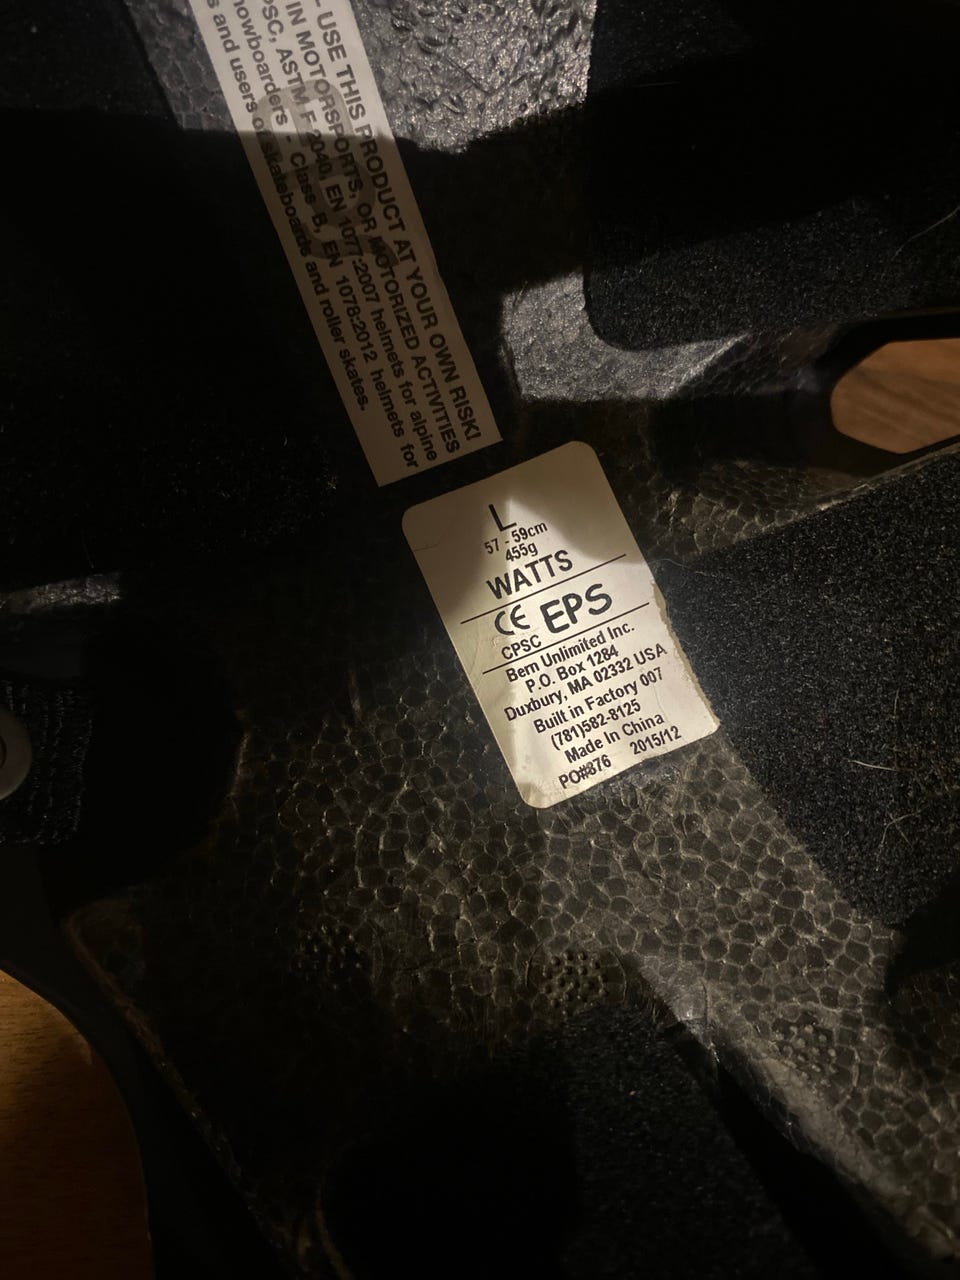 USE THIS PRODUCT AT YOUR OWN RISK!
IN MOTORSPORTS, OR MOTORIZED ACTIVITIES
ASTM F 2040, EN 1077:2007 helmets for alpine
- Class B, EN 1078:2012 helmets for
and users of skateboards and roller skates.
L
57 - 59cm
455g
WATTS
CE EPS
CPSC
Bern Unlimited Inc.
P.O. Box 1284
Duxbury, MA 02332 USA
Built in Factory 007
(781)582-8125
Made In China
PO#876 2015/12